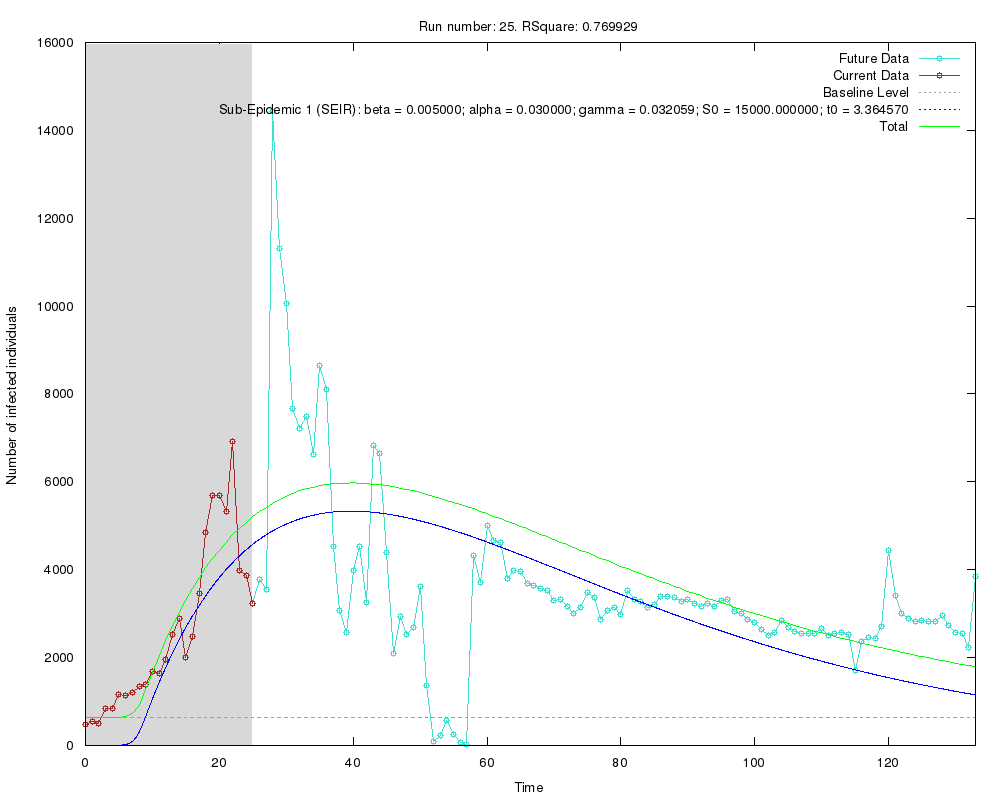 Run number: 25. RSquare: 0.769929
16000
14000
12000
10000
8000
6000
4000
2000
0
Number of infected individuals
Future Data
Current Data
Baseline Level
Sub-Epidemic 1 (SEIR): beta = 0.005000; alpha = 0.030000; gamma = 0.032059; S0 = 15000.000000; t0 = 3.364570
Total
0 20 40 60 80 100 120
Time